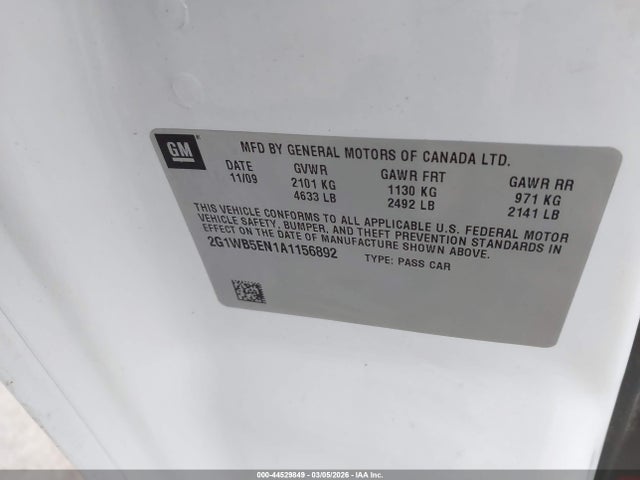 GM
MFD BY GENERAL MOTORS OF CANADA LTD.
DATE GVWR GAWR FRT GAWR RR
11/09 2101 KG 1130 KG 971 KG
4633 LB 2492 LB 2141 LB
THIS VEHICLE CONFORMS TO ALL APPLICABLE U.S. FEDERAL MOTOR
VEHICLE SAFETY, BUMPER, AND THEFT PREVENTION STANDARDS IN
EFFECT ON THE DATE OF MANUFACTURE SHOWN ABOVE.
2G1WB5EN1A1156892 TYPE: PASS CAR
000-44529849 - 03/05/2026 - IAA Inc.